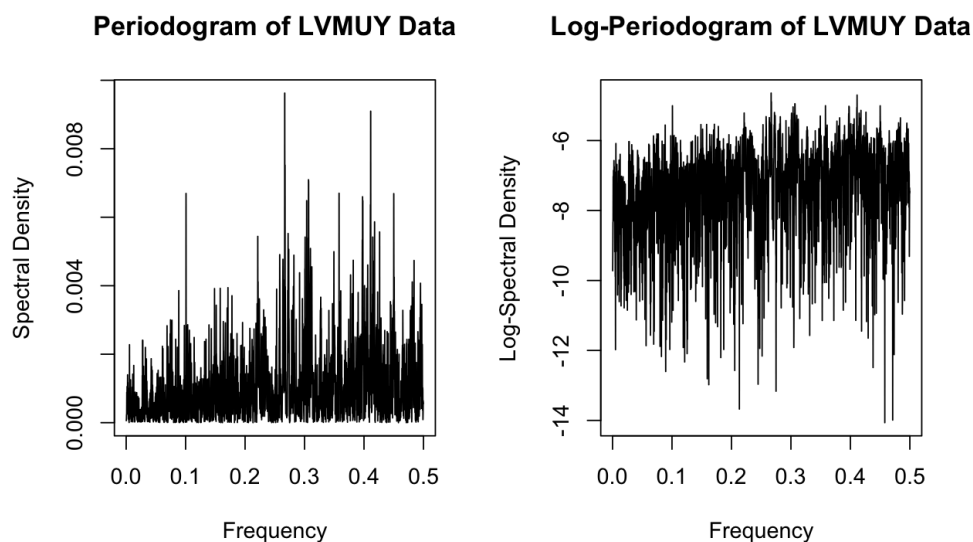 Periodogram of LVMUY Data
Spectral Density
0.008
0.004
0.000
0.0 0.1 0.2 0.3 0.4 0.5
Frequency
Log-Periodogram of LVMUY Data
Log-Spectral Density
-6
-8
-10
-12
-14
0.0 0.1 0.2 0.3 0.4 0.5
Frequency